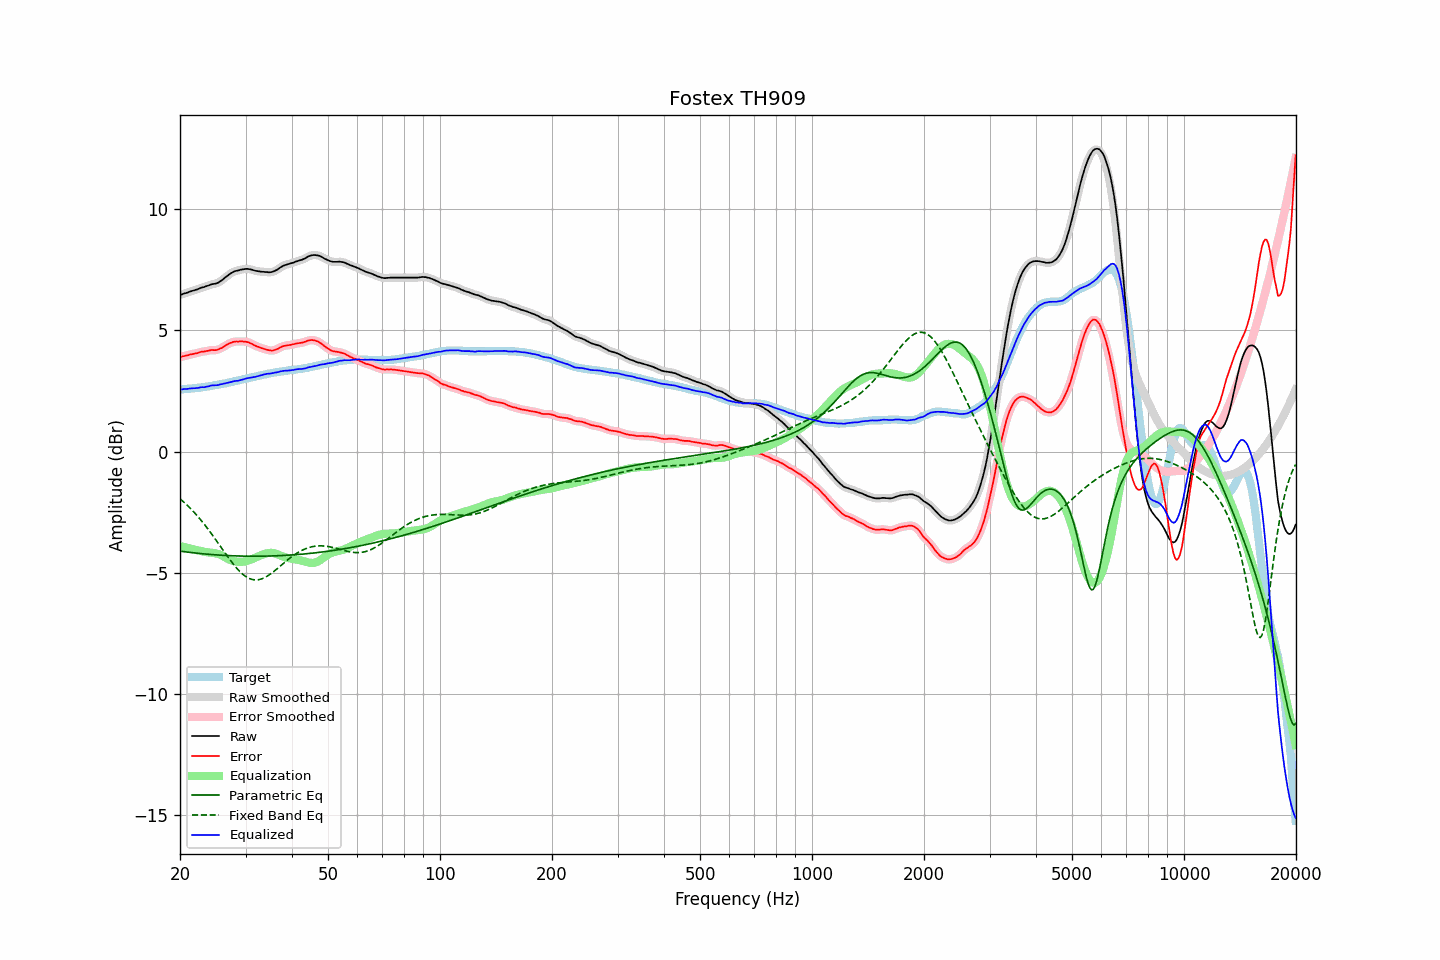 Fostex TH909
Amplitude (dBr)
10
5
0
−5
−10
−15
Target
Raw Smoothed
Error Smoothed
Raw
Error
Equalization
Parametric Eq
Fixed Band Eq
Equalized
20 50 100 200 500 1000 2000 5000 10000 20000
Frequency (Hz)